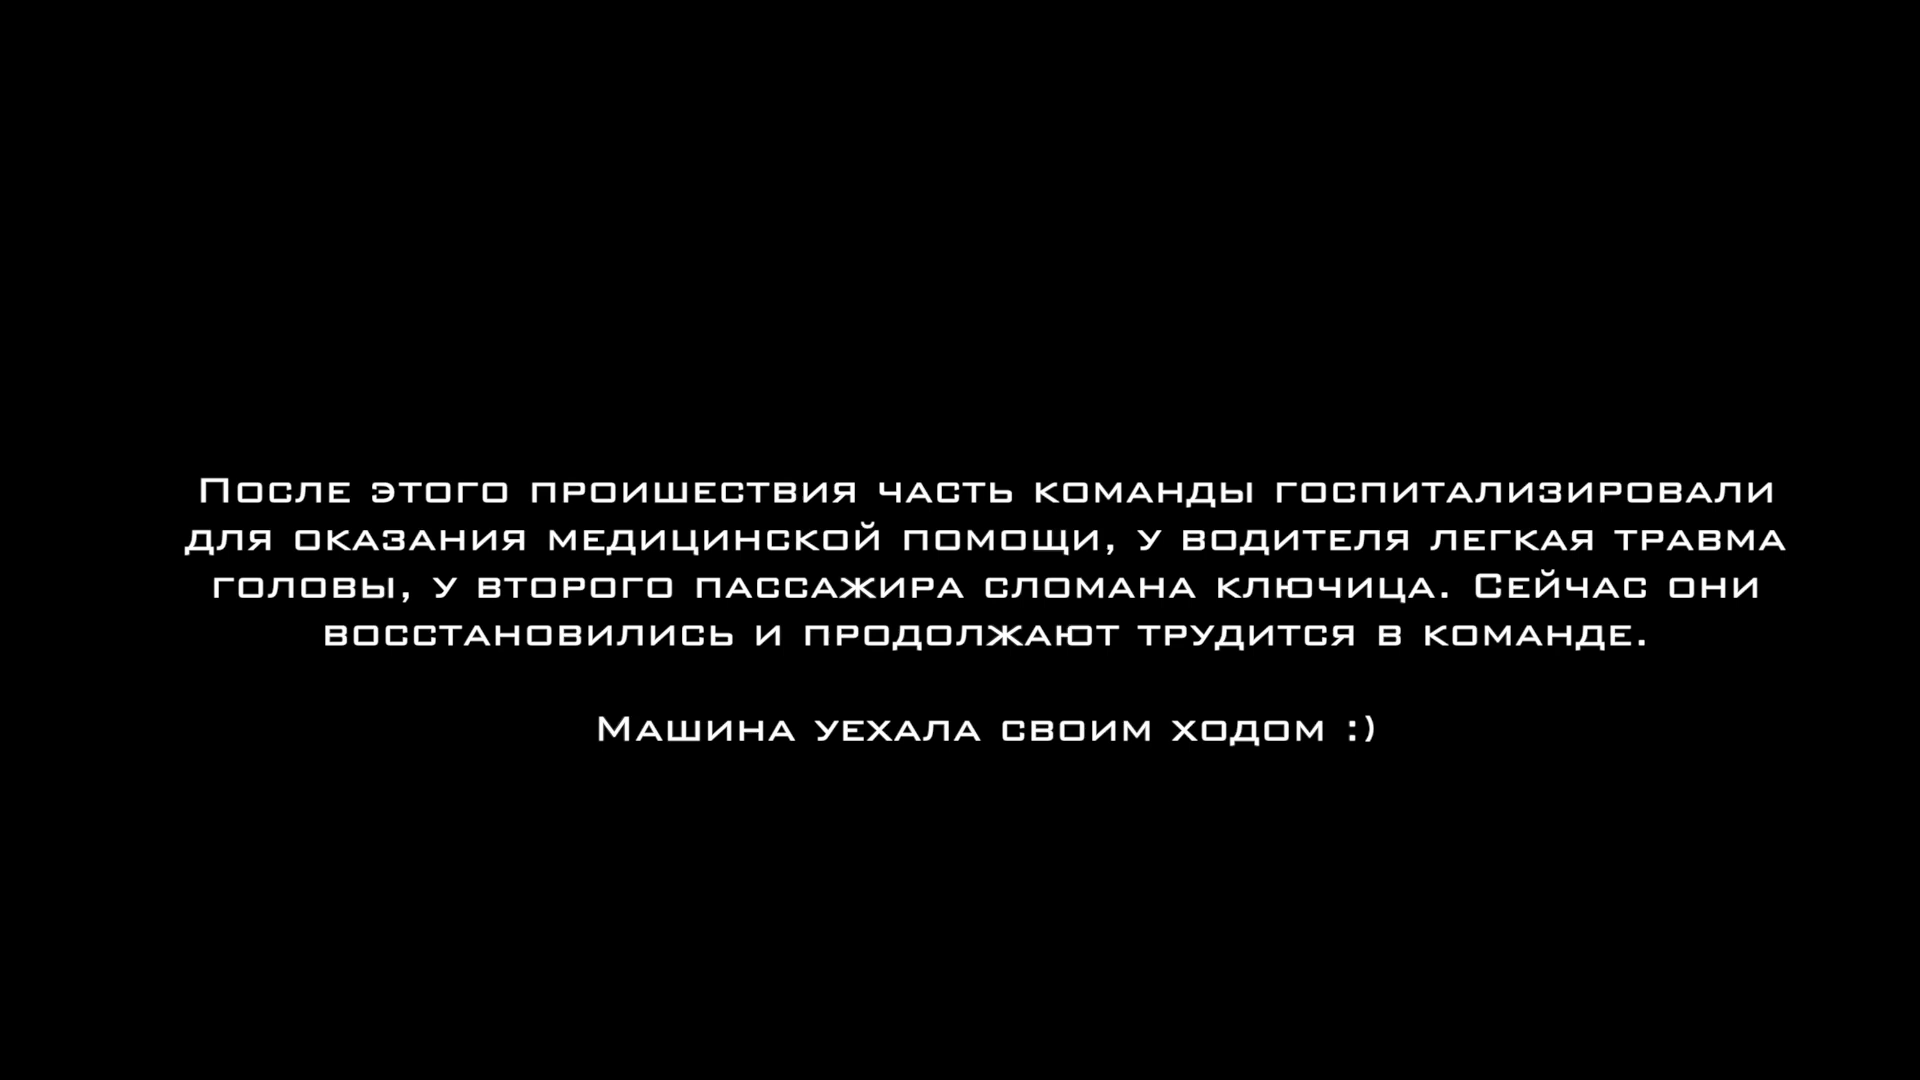 После этого проишествия часть команды госпитализировали
для оказания медицинской помощи, у водителя легкая травма
головы, у второго пассажира сломана ключица. Сейчас они
восстановились и продолжают трудится в команде.
Машина уехала своим ходом :)